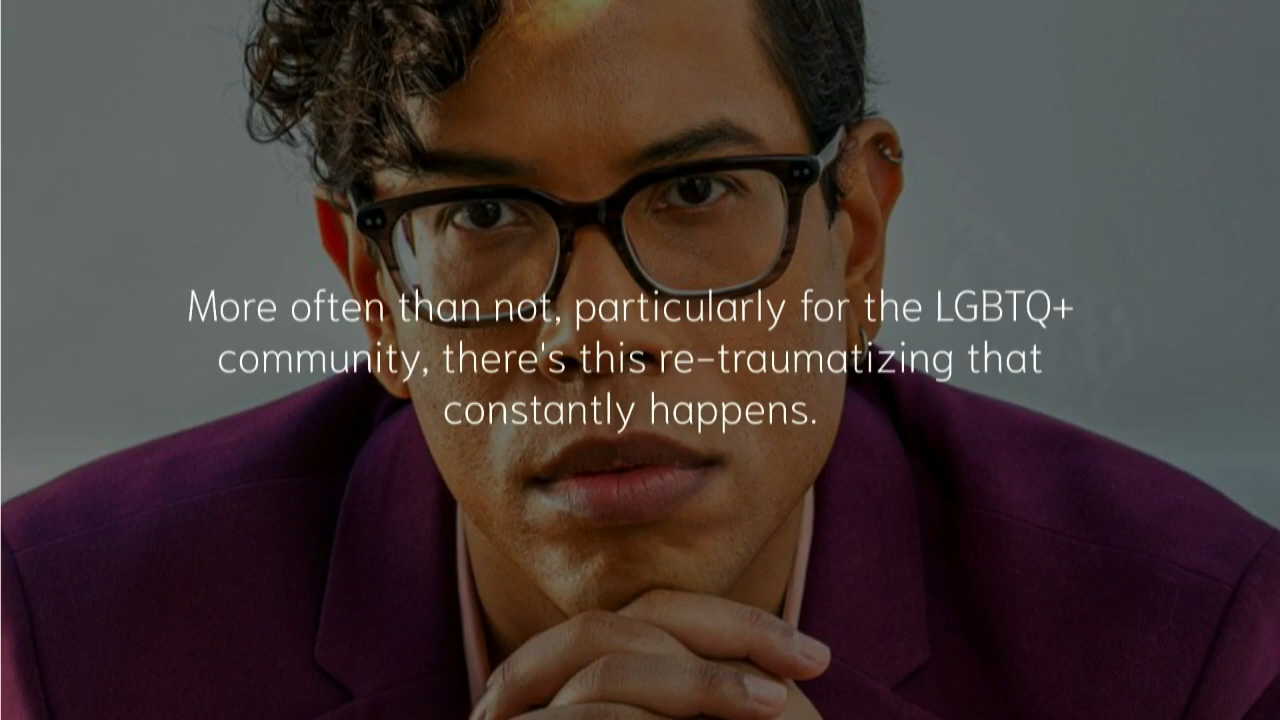 More often than not, particularly for the LGBTQ+
community, there's this re-traumatizing that
constantly happens.